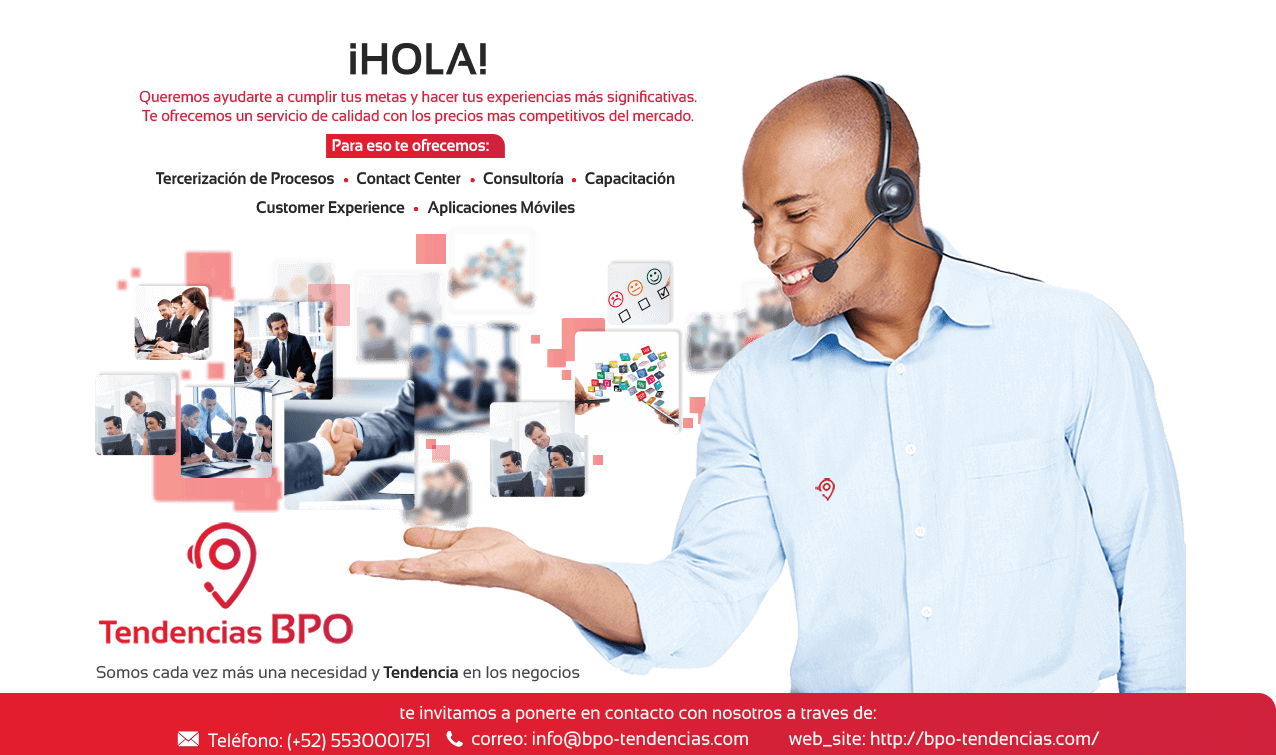 ¡HOLA!
Queremos ayudarte a cumplir tus metas y hacer tus experiencias más significativas.
Te ofrecemos un servicio de calidad con los precios mas competitivos del mercado.
Para eso te ofrecemos:
Tercerización de Procesos • Contact Center • Consultoría • Capacitación
Customer Experience • Aplicaciones Móviles
Tendencias BPO
Somos cada vez más una necesidad y Tendencia en los negocios
te invitamos a ponerte en contacto con nosotros a traves de:
Teléfono: (+52) 5530001751 correo: info@bpo-tendencias.com web_site: http://bpo-tendencias.com/